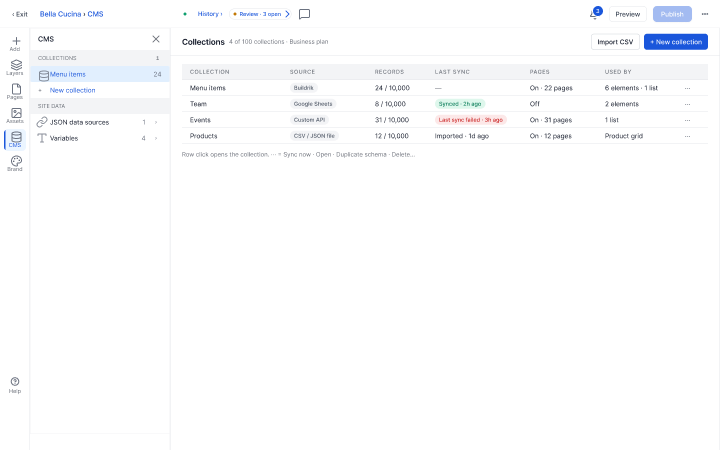 ‹ Exit
Bella Cucina › CMS
History ›
Review · 3 open
3
Preview
Publish
···
Add
Layers
Pages
Assets
CMS
Brand
Help
CMS
COLLECTIONS 1
Menu items 24
+ New collection
SITE DATA
JSON data sources 1
Variables 4
Collections 4 of 100 collections · Business plan
Import CSV
+ New collection
COLLECTION SOURCE RECORDS LAST SYNC PAGES USED BY
Menu items Buildrik 24 / 10,000 — On · 22 pages 6 elements · 1 list ···
Team Google Sheets 8 / 10,000 Synced · 2h ago Off 2 elements ···
Events Custom API 31 / 10,000 Last sync failed · 3h ago On · 31 pages 1 list ···
Products CSV / JSON file 12 / 10,000 Imported · 1d ago On · 12 pages Product grid ···
Row click opens the collection. ··· = Sync now · Open · Duplicate schema · Delete…